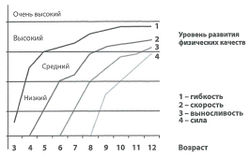 Очень высокий
Высокий
Средний
Низкий
1
2
3
4
Уровень развития
физических качеств
1 – гибкость
2 – скорость
3 – выносливость
4 – сила
3 4 5 6 7 8 9 10 11 12
Возраст